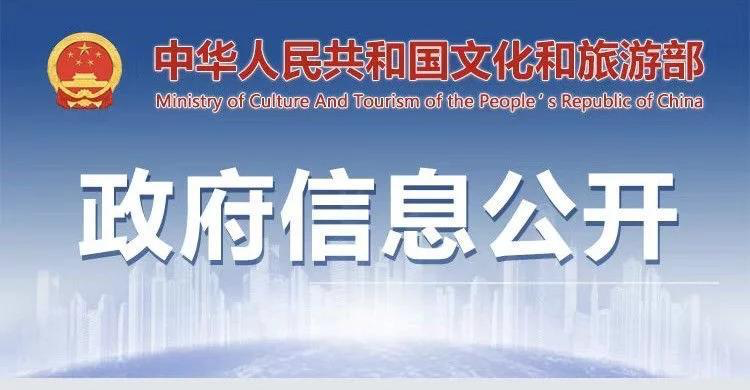 中华人民共和国文化和旅游部
Ministry of Culture And Tourism of the People's Republic of China
政府信息公开